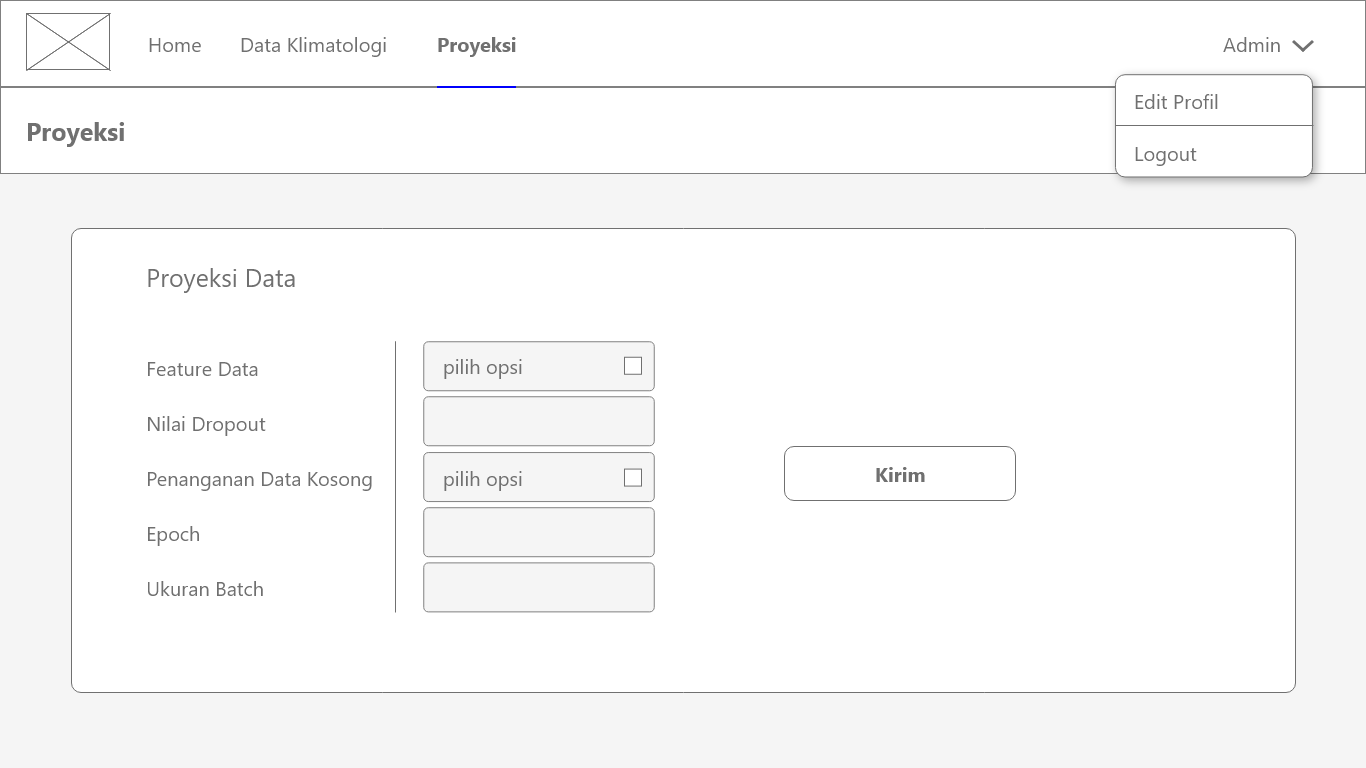 Home
Data Klimatologi
Proyeksi
Admin
Edit Profil
Logout
Proyeksi
Proyeksi Data
Feature Data
pilih opsi
Nilai Dropout
Penanganan Data Kosong
pilih opsi
Epoch
Ukuran Batch
Kirim